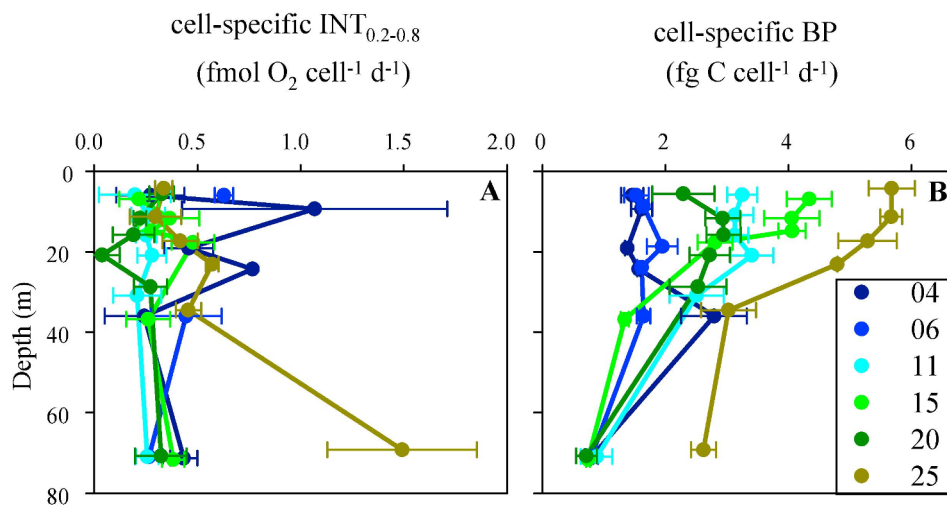 cell-specific INT0.2-0.8
(fmol O2 cell-1 d-1)
cell-specific BP
(fg C cell-1 d-1)
0.0 0.5 1.0 1.5 2.0
0 2 4 6
0
20
40
60
80
Depth (m)
A
B
04
06
11
15
20
25